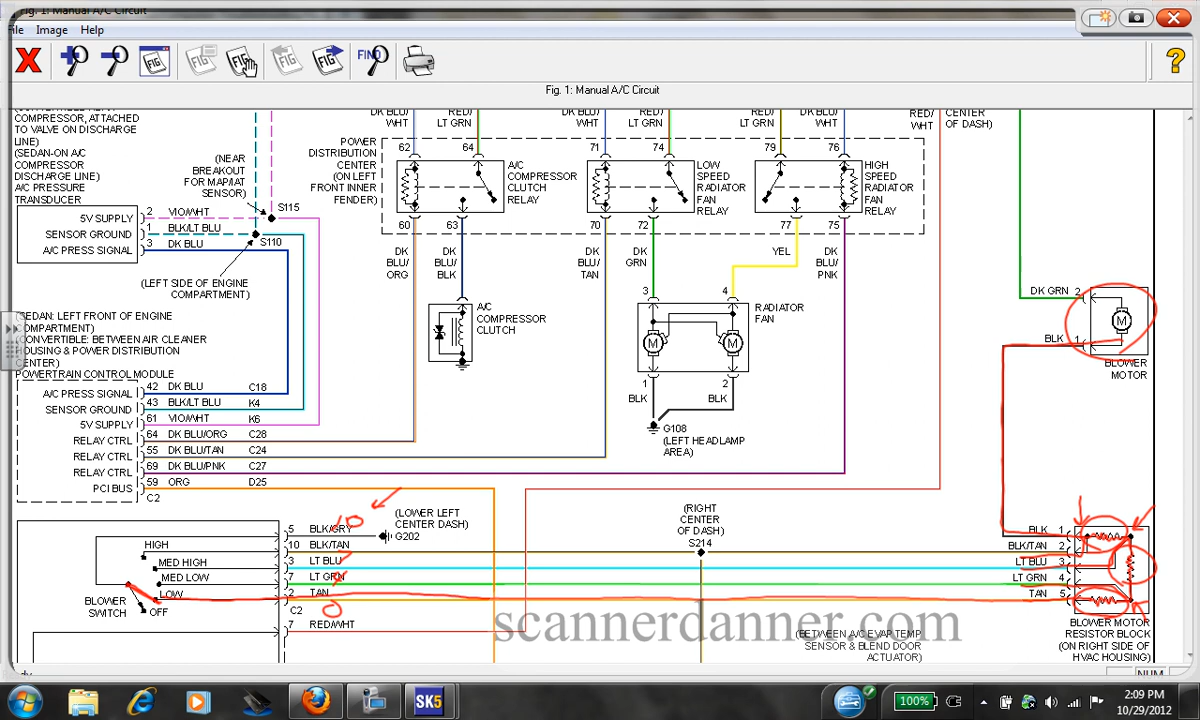 Fig. 1: Manual A/C Circuit
File Image Help
FIG
FIG
FIG
FIG
FIG
FIND
Fig. 1: Manual A/C Circuit
COMPRESSOR, ATTACHED
TO VALVE ON DISCHARGE
LINE)
(SEDAN-ON A/C
COMPRESSOR
DISCHARGE LINE)
A/C PRESSURE
TRANSDUCER
5V SUPPLY 2 VIO/WHT
SENSOR GROUND 1 BLK/LT BLU
A/C PRESS SIGNAL 3 DK BLU
(NEAR
BREAKOUT
FOR MAP/IAT
SENSOR)
S115
S110
(LEFT SIDE OF ENGINE
COMPARTMENT)
POWER
DISTRIBUTION
CENTER (ON
LEFT FRONT
INNER
FENDER)
DK BLU/
WHT
RED/
LT GRN
DK BLU/
WHT
RED/
LT GRN
RED/
LT GRN
DK BLU/
WHT
RED/
WHT
CENTER
OF DASH)
62 64 71 74 79 76
A/C
COMPRESSOR
CLUTCH
RELAY
LOW
SPEED
RADIATOR
FAN
RELAY
HIGH
SPEED
RADIATOR
FAN
RELAY
60 63 70 72 77 75
DK
BLU/
ORG
DK
BLU/
BLK
DK
BLU/
TAN
DK
GRN
YEL
DK
BLU/
PNK
A/C
COMPRESSOR
CLUTCH
3 4
RADIATOR
FAN
M M
1 2
BLK BLK
G108
(LEFT HEADLAMP
AREA)
DK GRN 2
M
BLK 1
BLOWER
MOTOR
(SEDAN: LEFT FRONT OF ENGINE
COMPARTMENT)
(CONVERTIBLE: BETWEEN AIR CLEANER
HOUSING & POWER DISTRIBUTION
CENTER)
POWERTRAIN CONTROL MODULE
A/C PRESS SIGNAL 42 DK BLU C18
SENSOR GROUND 43 BLK/LT BLU K4
5V SUPPLY 61 VIO/WHT K6
RELAY CTRL 64 DK BLU/ORG C28
RELAY CTRL 55 DK BLU/TAN C24
RELAY CTRL 69 DK BLU/PNK C27
PCI BUS 59 ORG D25
C2
(LOWER LEFT
CENTER DASH)
G202
(RIGHT
CENTER
OF DASH)
S214
5 BLK/GRY
HIGH 10 BLK/TAN
MED HIGH 3 LT BLU
MED LOW 7 LT GRN
LOW 2 TAN
OFF
BLOWER
SWITCH
C2
7 RED/WHT
BLK 1
BLK/TAN 2
LT BLU 3
LT GRN 4
TAN 5
BLOWER MOTOR
RESISTOR BLOCK
(ON RIGHT SIDE OF
HVAC HOUSING)
scannerdanner.com
(BETWEEN A/C EVAP TEMP
SENSOR & BLEND DOOR
ACTUATOR)
NUM
SK5
100%
2:09 PM
10/29/2012